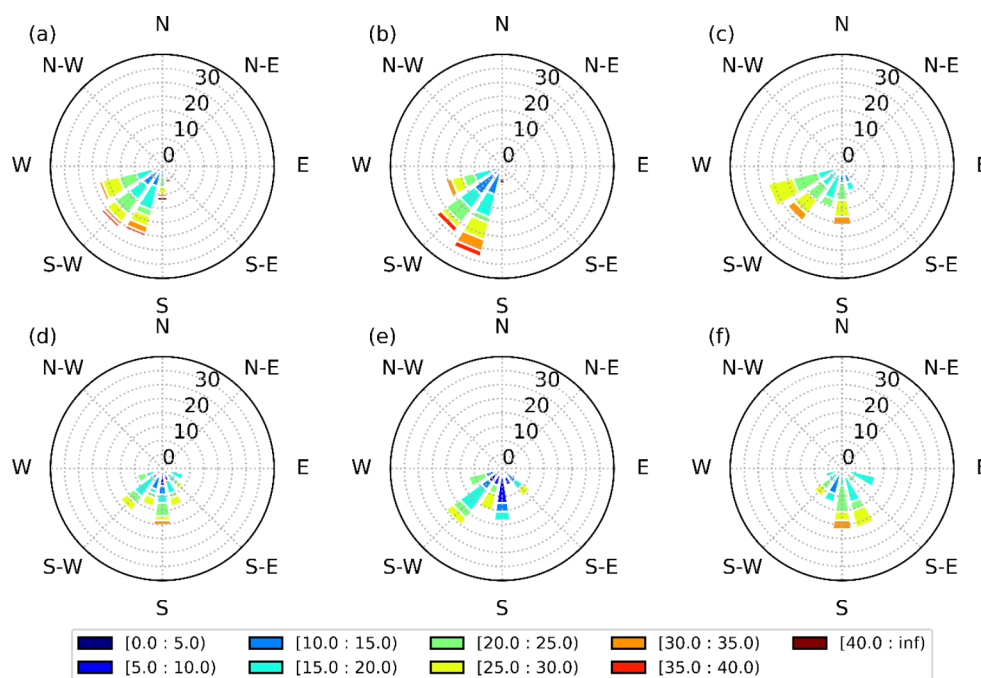 (a) N (b) N (c) N
N-W N-E N-W N-E N-W N-E
30 30 30
20 20 20
10 10 10
0 0 0
W E W E W E
S-W S-E S-W S-E S-W S-E
S S S
(d) N (e) N (f) N
N-W N-E N-W N-E N-W N-E
30 30 30
20 20 20
10 10 10
0 0 0
W E W E W E
S-W S-E S-W S-E S-W S-E
S S S
[0.0 : 5.0) [10.0 : 15.0) [20.0 : 25.0) [30.0 : 35.0) [40.0 : inf)
[5.0 : 10.0) [15.0 : 20.0) [25.0 : 30.0) [35.0 : 40.0)